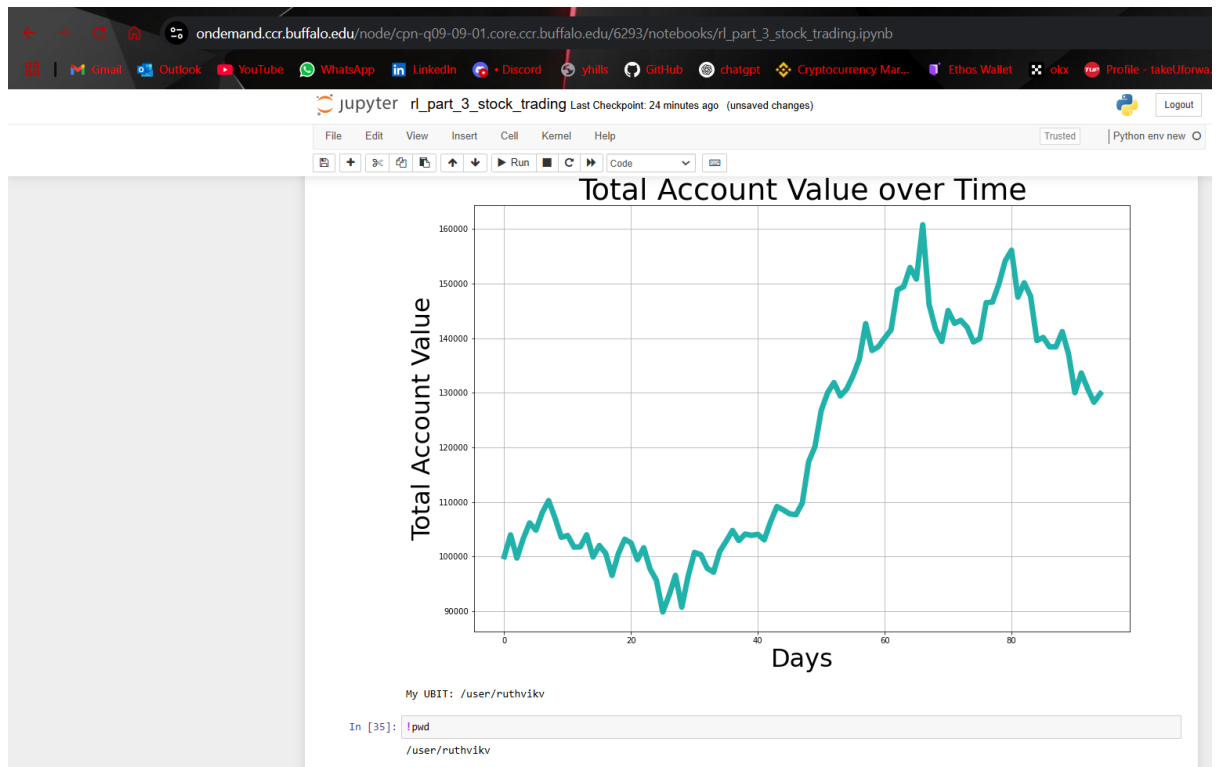 ondemand.ccr.buffalo.edu/node/cpn-q09-09-01.core.ccr.buffalo.edu/6293/notebooks/rl_part_3_stock_trading.ipynb
Gmail Outlook YouTube WhatsApp LinkedIn • Discord yhills GitHub chatgpt Cryptocurrency Mar... Ethos Wallet okx Profile - takeUforwa
jupyter rl_part_3_stock_trading Last Checkpoint: 24 minutes ago (unsaved changes) Logout
File Edit View Insert Cell Kernel Help Trusted Python env new
Run Code
Total Account Value over Time
Total Account Value
160000
150000
140000
130000
120000
110000
100000
90000
0 20 40 60 80
Days
My UBIT: /user/ruthvikv
In [35]: !pwd
/user/ruthvikv